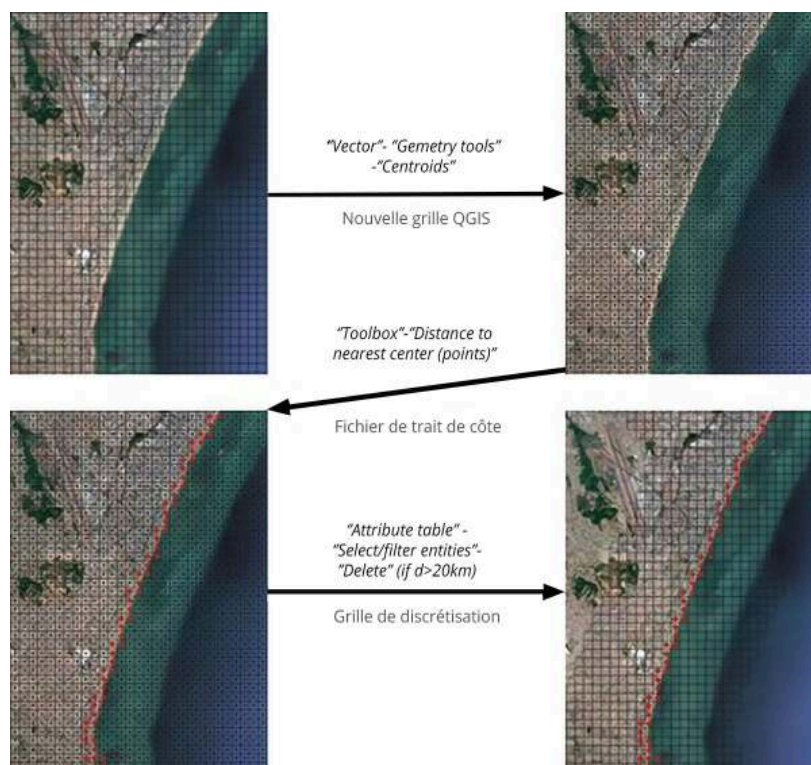 "Vector"- "Gemetry tools"
-"Centroids"
Nouvelle grille QGIS
"Toolbox"-"Distance to
nearest center (points)"
Fichier de trait de côte
"Attribute table" -
"Select/filter entities"-
"Delete" (if d>20km)
Grille de discrétisation